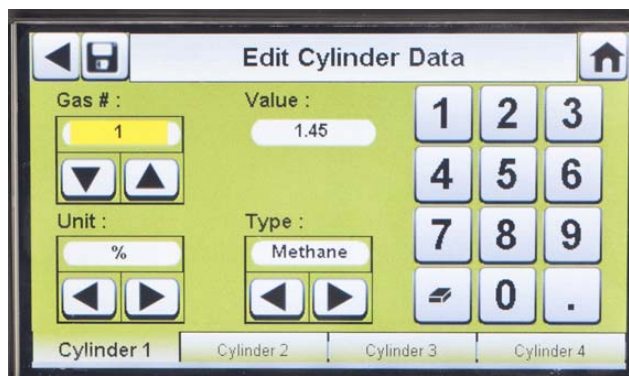 Edit Cylinder Data
Gas # :
1
Value :
1.45
Unit :
%
Type :
Methane
1 2 3
4 5 6
7 8 9
0 .
Cylinder 1 Cylinder 2 Cylinder 3 Cylinder 4